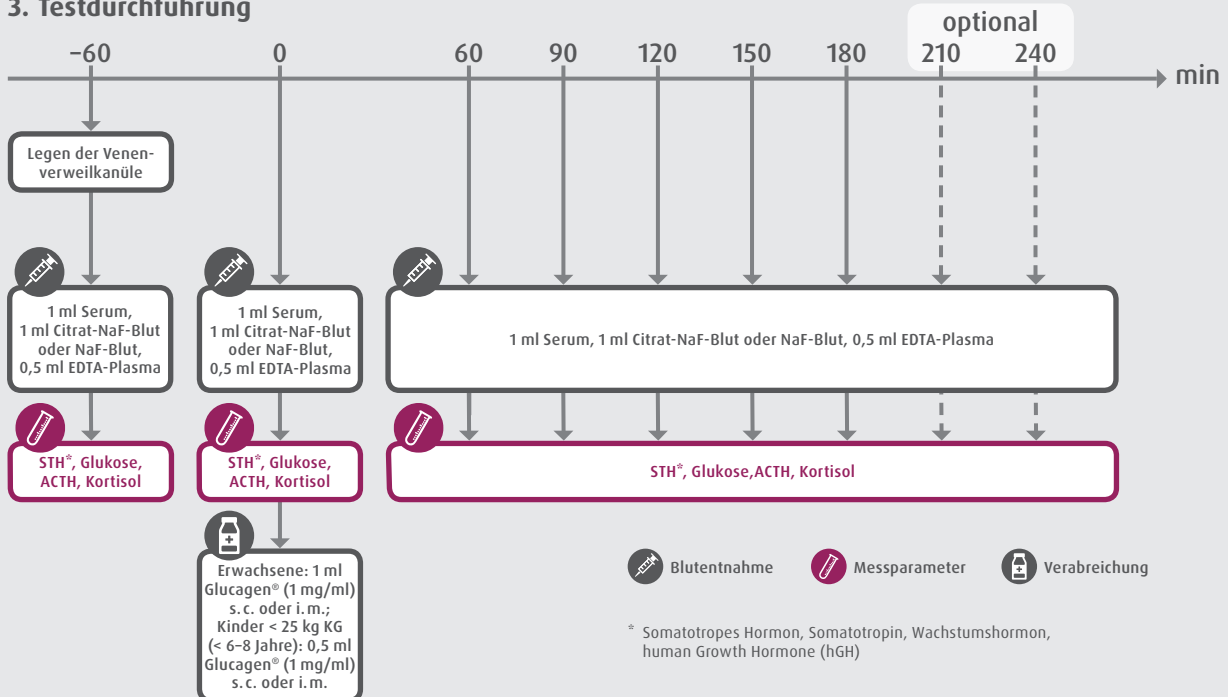 3. Testdurchführung
optional
−60 0 60 90 120 150 180 210 240
min
Legen der Venen-
verweilkanüle
1 ml Serum,
1 ml Citrat-NaF-Blut
oder NaF-Blut,
0,5 ml EDTA-Plasma
1 ml Serum,
1 ml Citrat-NaF-Blut
oder NaF-Blut,
0,5 ml EDTA-Plasma
1 ml Serum, 1 ml Citrat-NaF-Blut oder NaF-Blut, 0,5 ml EDTA-Plasma
STH*, Glukose,
ACTH, Kortisol
STH*, Glukose,
ACTH, Kortisol
STH*, Glukose,ACTH, Kortisol
Erwachsene: 1 ml
Glucagen® (1 mg/ml)
s. c. oder i. m.;
Kinder < 25 kg KG
(< 6–8 Jahre): 0,5 ml
Glucagen® (1 mg/ml)
s. c. oder i. m.
Blutentnahme
Messparameter
Verabreichung
* Somatotropes Hormon, Somatotropin, Wachstumshormon,
human Growth Hormone (hGH)